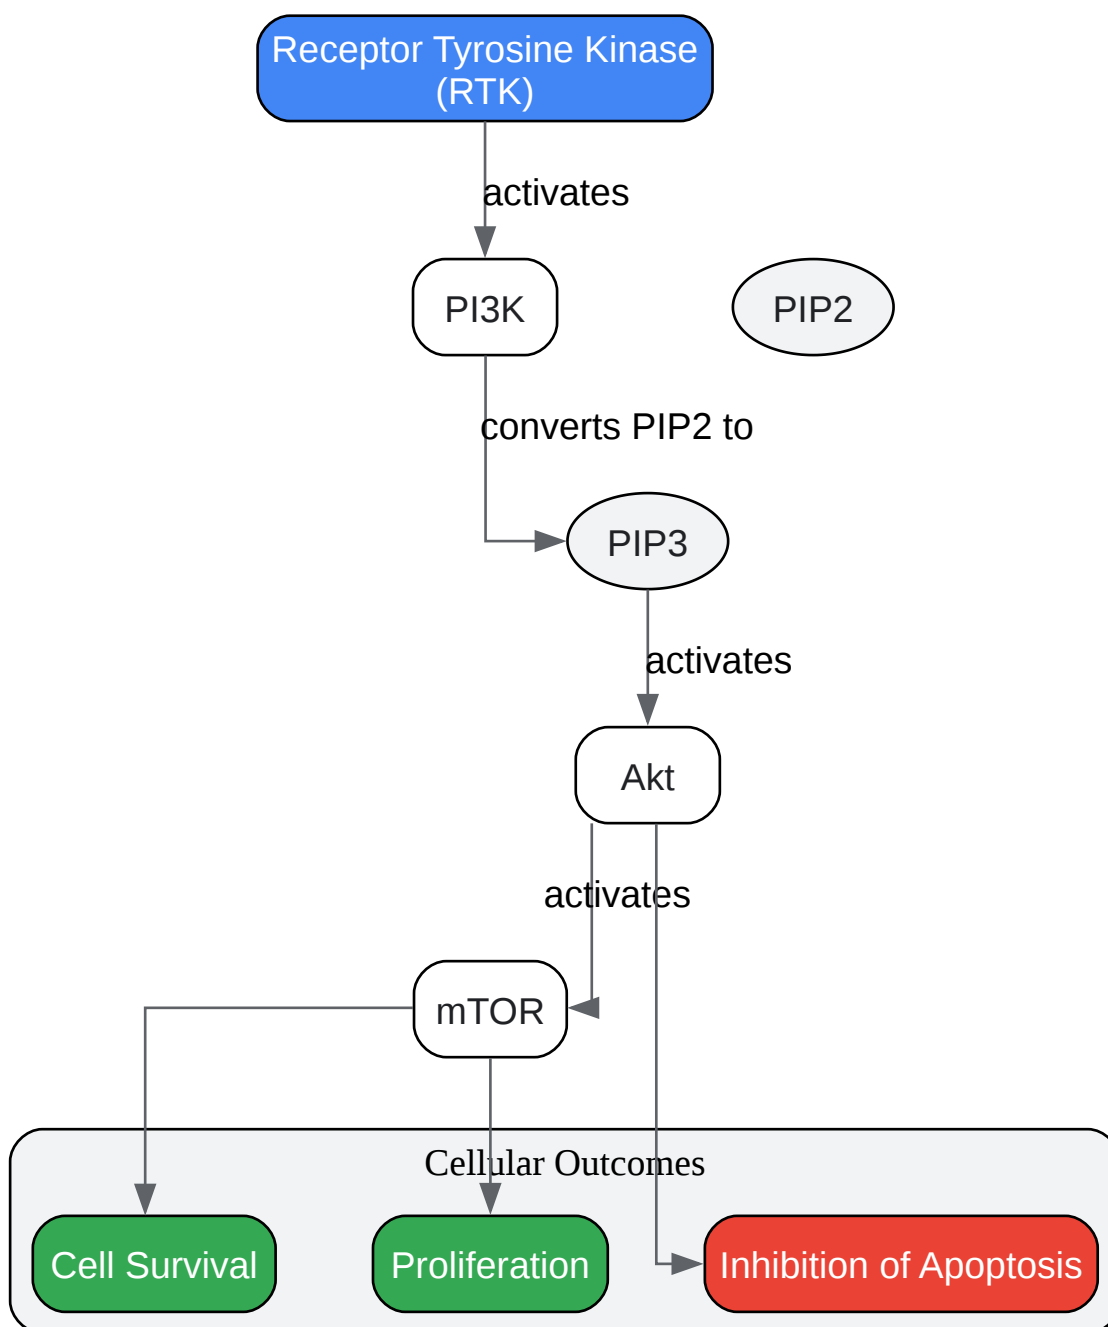 Receptor Tyrosine Kinase
(RTK)
activates
PI3K
PIP2
converts PIP2 to
PIP3
activates
Akt
activates
mTOR
Cellular Outcomes
Cell Survival
Proliferation
Inhibition of Apoptosis